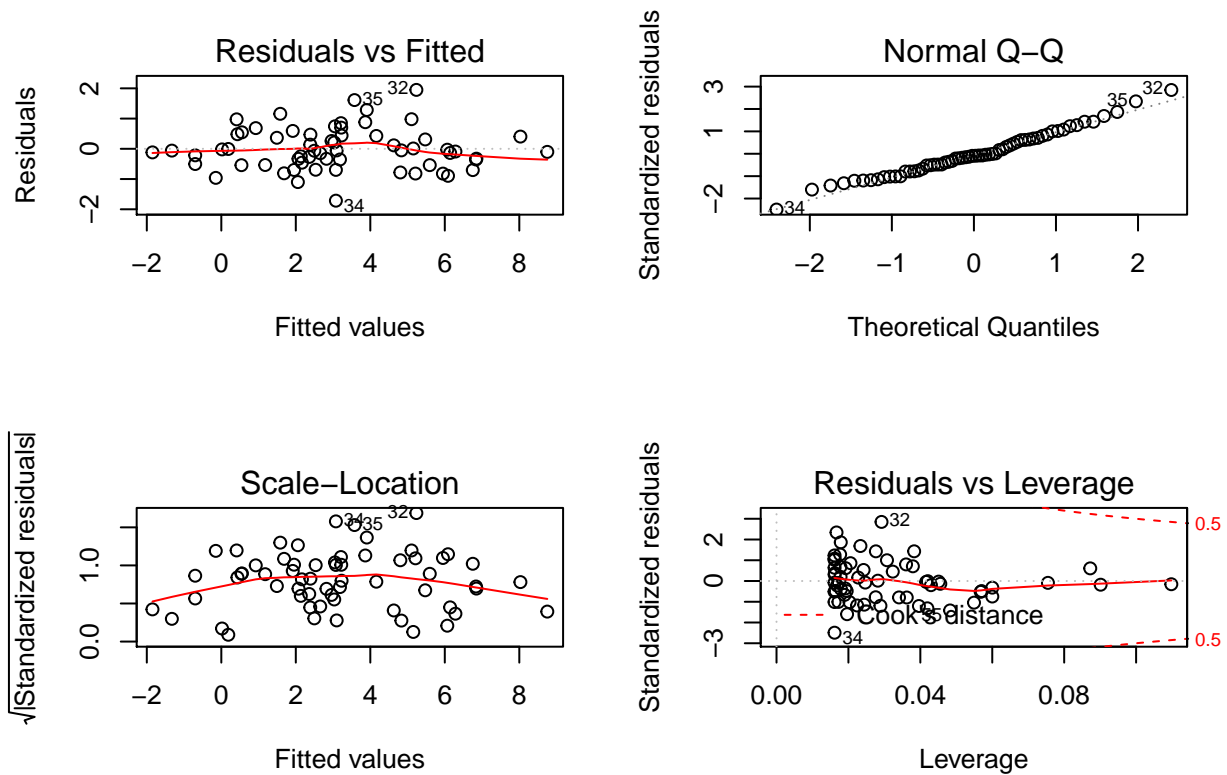 Residuals vs Fitted
Residuals
2
0
−2
32
35
34
−2 0 2 4 6 8
Fitted values
Normal Q−Q
Standardized residuals
3
1
−2
35
32
34
−2 −1 0 1 2
Theoretical Quantiles
Scale−Location
√|Standardized residuals|
1.0
0.0
34
35
32
−2 0 2 4 6 8
Fitted values
Residuals vs Leverage
Standardized residuals
2
0
−3
32
34
Cook's distance
0.5
0.5
0.00 0.04 0.08
Leverage